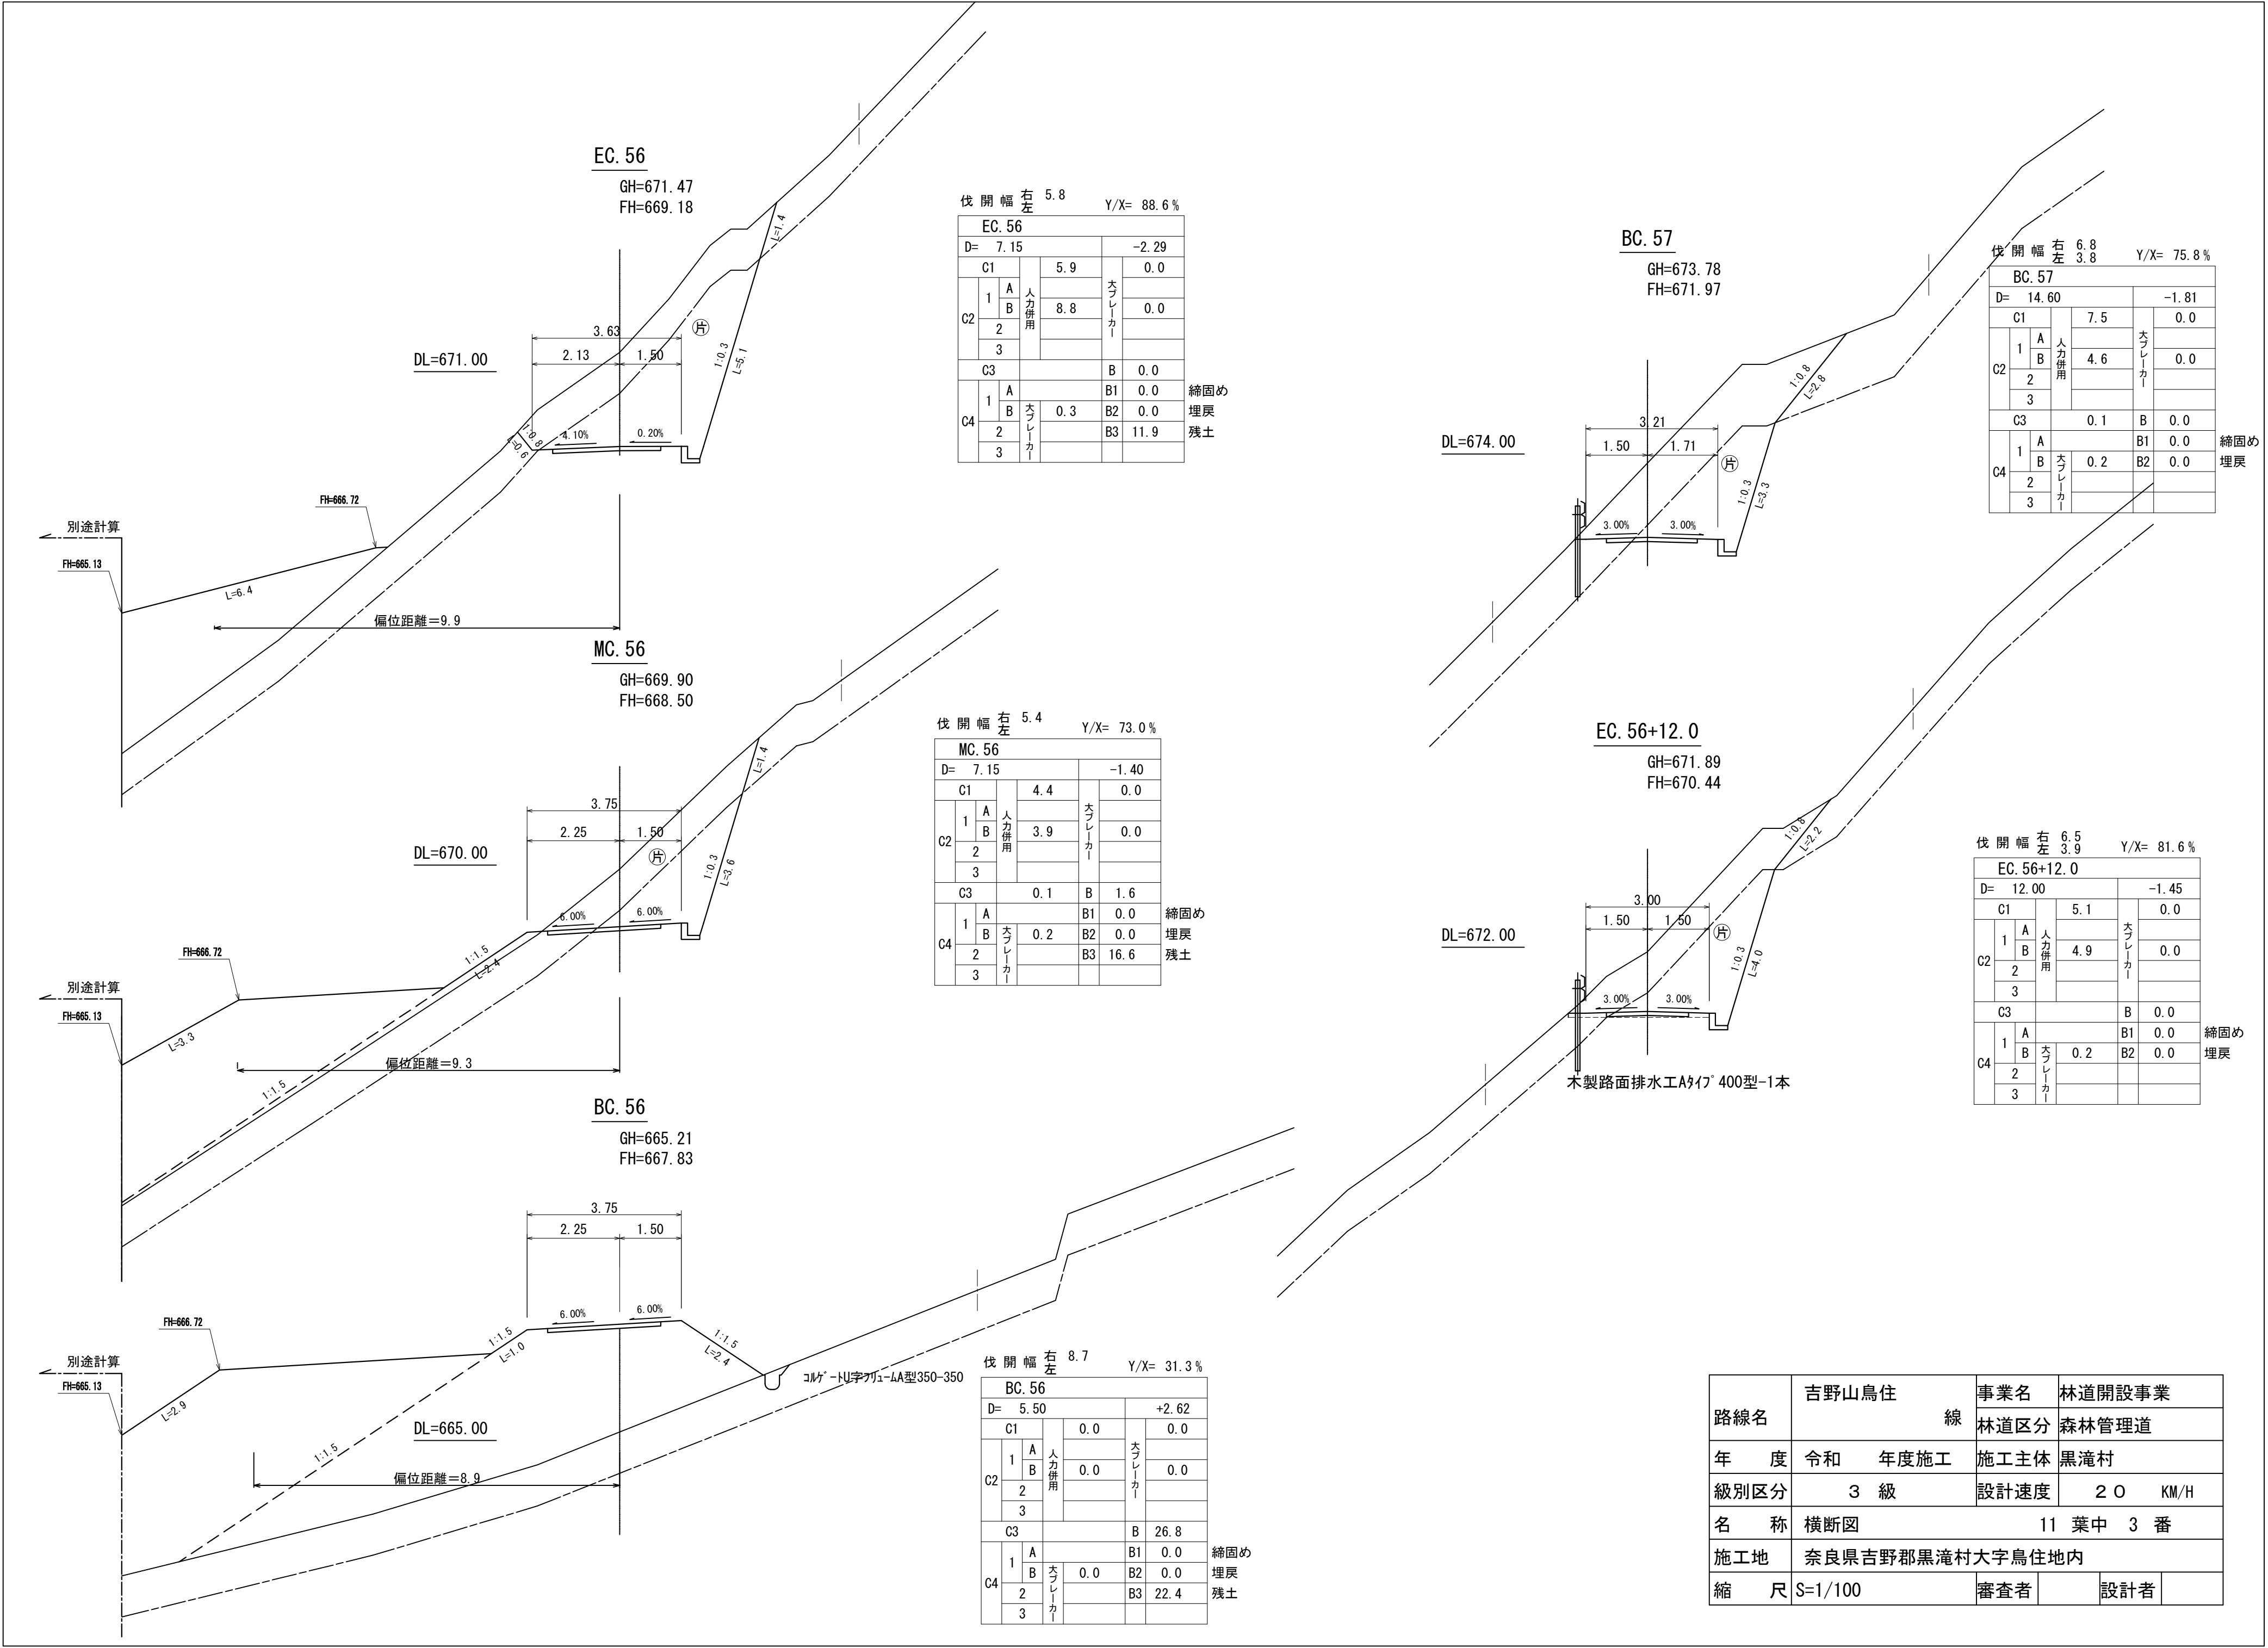 EC.56
GH=671.47
FH=669.18
DL=671.00
3.63
2.13
1.50
4.10%
0.20%
1:0.8
L=0.6
片
1:0.3
L=5.1
L=1.4
FH=666.72
別途計算
FH=665.13
L=6.4
偏位距離=9.9
伐開幅 右 5.8
左
Y/X= 88.6%
EC.56
D= 7.15 -2.29
C1 人力併用 5.9 大ブレーカー 0.0
C2 1 A
B 8.8 0.0
2
3
C3 B 0.0
C4 1 A B1 0.0 締固め
B 大ブレーカー 0.3 B2 0.0 埋戻
2 B3 11.9 残土
3
MC.56
GH=669.90
FH=668.50
DL=670.00
3.75
2.25
1.50
6.00%
6.00%
片
1:0.3
L=3.6
L=1.4
1:1.5
L=2.4
FH=666.72
別途計算
FH=665.13
L=3.3
1:1.5
偏位距離=9.3
伐開幅 右 5.4
左
Y/X= 73.0%
MC.56
D= 7.15 -1.40
C1 人力併用 4.4 大ブレーカー 0.0
C2 1 A
B 3.9 0.0
2
3
C3 0.1 B 1.6
C4 1 A B1 0.0 締固め
B 大ブレーカー 0.2 B2 0.0 埋戻
2 B3 16.6 残土
3
BC.56
GH=665.21
FH=667.83
3.75
2.25
1.50
6.00%
6.00%
1:1.5
L=1.0
1:1.5
L=2.4
コルゲートU字フリュームA型350-350
FH=666.72
別途計算
FH=665.13
L=2.9
1:1.5
DL=665.00
偏位距離=8.9
伐開幅 右 8.7
左
Y/X= 31.3%
BC.56
D= 5.50 +2.62
C1 人力併用 0.0 大ブレーカー 0.0
C2 1 A
B 0.0 0.0
2
3
C3 B 26.8
C4 1 A B1 0.0 締固め
B 大ブレーカー 0.0 B2 0.0 埋戻
2 B3 22.4 残土
3
BC.57
GH=673.78
FH=671.97
DL=674.00
3.21
1.50
1.71
3.00%
3.00%
片
1:0.3
L=3.3
1:0.8
L=2.8
伐開幅 右 6.8
左 3.8
Y/X= 75.8%
BC.57
D= 14.60 -1.81
C1 人力併用 7.5 大ブレーカー 0.0
C2 1 A
B 4.6 0.0
2
3
C3 0.1 B 0.0
C4 1 A B1 0.0 締固め
B 大ブレーカー 0.2 B2 0.0 埋戻
2
3
EC.56+12.0
GH=671.89
FH=670.44
DL=672.00
3.00
1.50
1.50
3.00%
3.00%
片
1:0.3
L=4.0
1:0.8
L=2.2
木製路面排水工Aタイプ400型-1本
伐開幅 右 6.5
左 3.9
Y/X= 81.6%
EC.56+12.0
D= 12.00 -1.45
C1 人力併用 5.1 大ブレーカー 0.0
C2 1 A
B 4.9 0.0
2
3
C3 B 0.0
C4 1 A B1 0.0 締固め
B 大ブレーカー 0.2 B2 0.0 埋戻
2
3
路線名 吉野山鳥住 線 事業名 林道開設事業
林道区分 森林管理道
年 度 令和 年度施工 施工主体 黒滝村
級別区分 3 級 設計速度 20 KM/H
名 称 横断図 11 葉中 3 番
施工地 奈良県吉野郡黒滝村大字鳥住地内
縮 尺 S=1/100 審査者 設計者